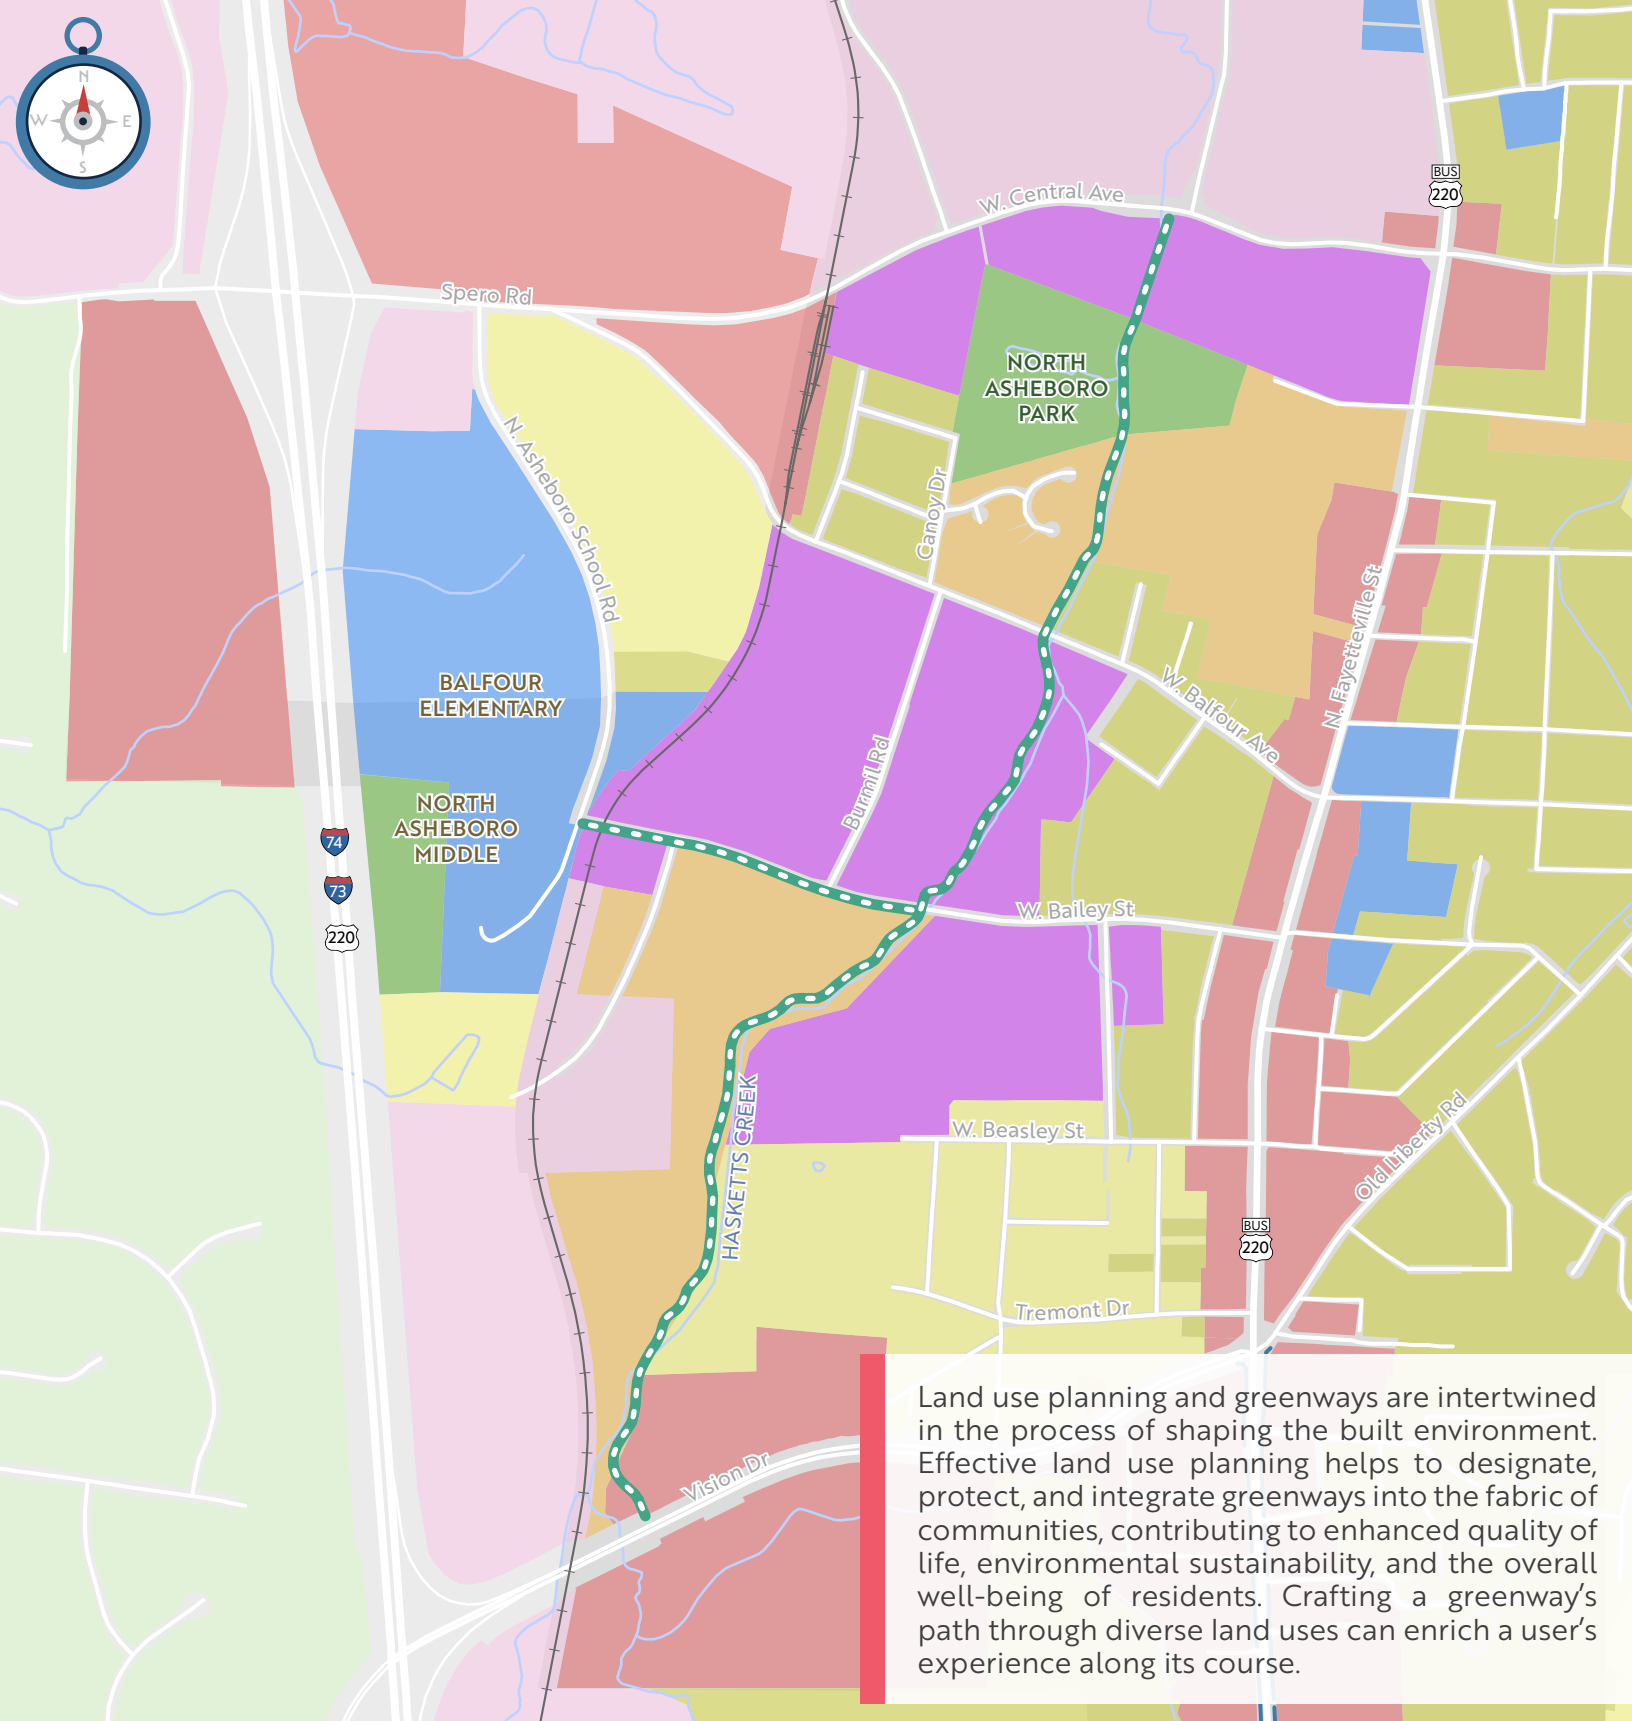 N
W
E
S
W. Central Ave
BUS
220
Spero Rd
NORTH
ASHEBORO
PARK
N. Asheboro School Rd
Canoy Dr
N. Fayetteville St
BALFOUR
ELEMENTARY
W. Balfour Ave
Burmil Rd
NORTH
ASHEBORO
MIDDLE
74
73
220
W. Bailey St
HASKETTS CREEK
W. Beasley St
Old Liberty Rd
BUS
220
Tremont Dr
Vision Dr
Land use planning and greenways are intertwined
in the process of shaping the built environment.
Effective land use planning helps to designate,
protect, and integrate greenways into the fabric of
communities, contributing to enhanced quality of
life, environmental sustainability, and the overall
well-being of residents. Crafting a greenway's
path through diverse land uses can enrich a user's
experience along its course.